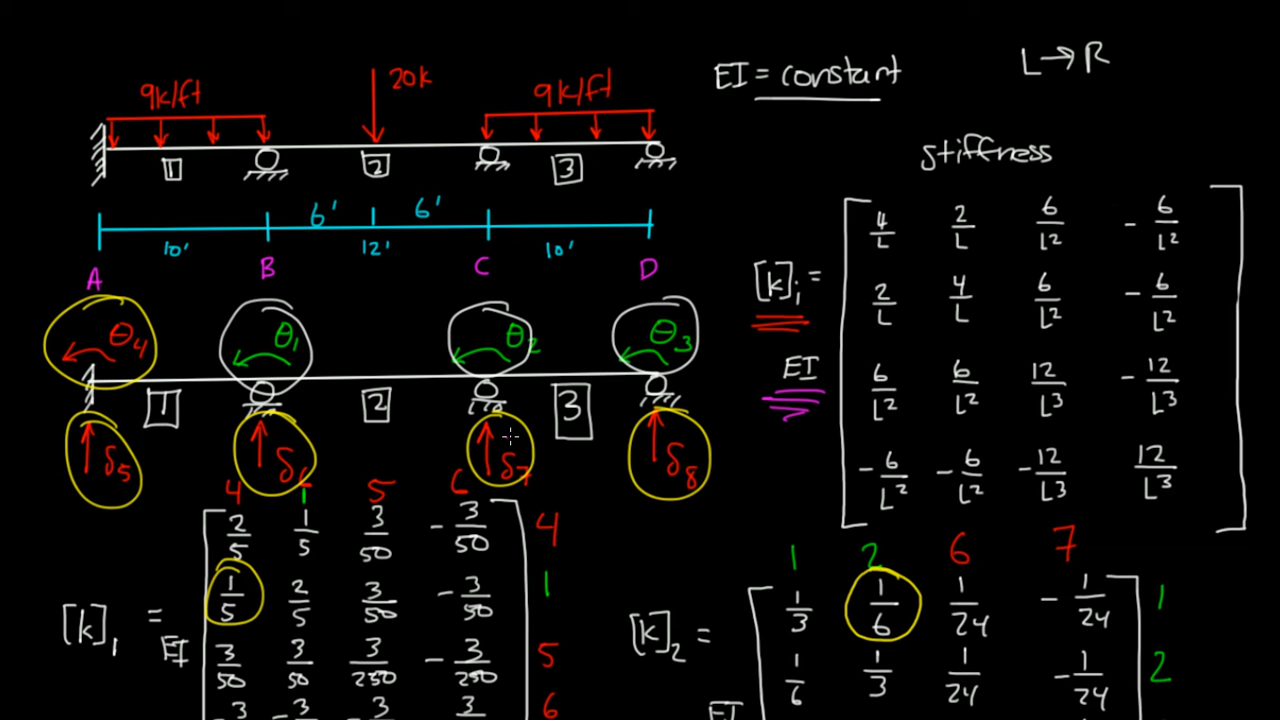 EI = constant
L → R
9k/ft 20k 9k/ft
1 2 3
stiffness
6' 6'
10' 12' 10'
A B C D
θ4 θ1 θ2 θ3
1 2 3
δ5 δ6 δ7 δ8
[k]i =
EI
4/L 2/L 6/L² - 6/L²
2/L 4/L 6/L² - 6/L²
6/L² 6/L² 12/L³ - 12/L³
- 6/L² - 6/L² - 12/L³ 12/L³
4 1 5 6
[k]1 =
EI
2/5 1/5 3/50 - 3/50 4
1/5 2/5 3/50 - 3/50 1
3/50 3/50 3/250 - 3/250 5
- 3 - 3 - 3 3 6
1 2 6 7
[k]2 =
EI
1/3 1/6 1/24 - 1/24 1
1/6 1/3 1/24 - 1/24 2